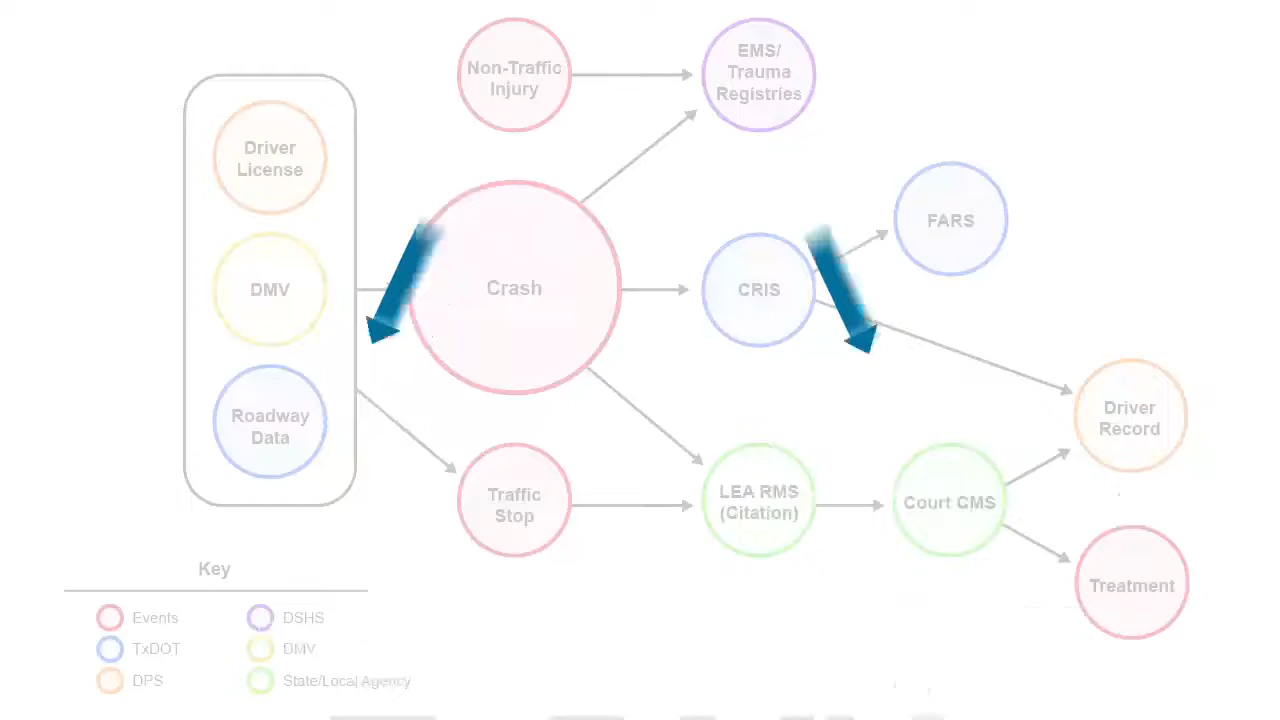 Non-Traffic
Injury
EMS/
Trauma
Registries
Driver
License
FARS
DMV
Crash
CRIS
Roadway
Data
Driver
Record
Traffic
Stop
LEA RMS
(Citation)
Court CMS
Treatment
Key
Events
DSHS
TxDOT
DMV
DPS
State/Local Agency